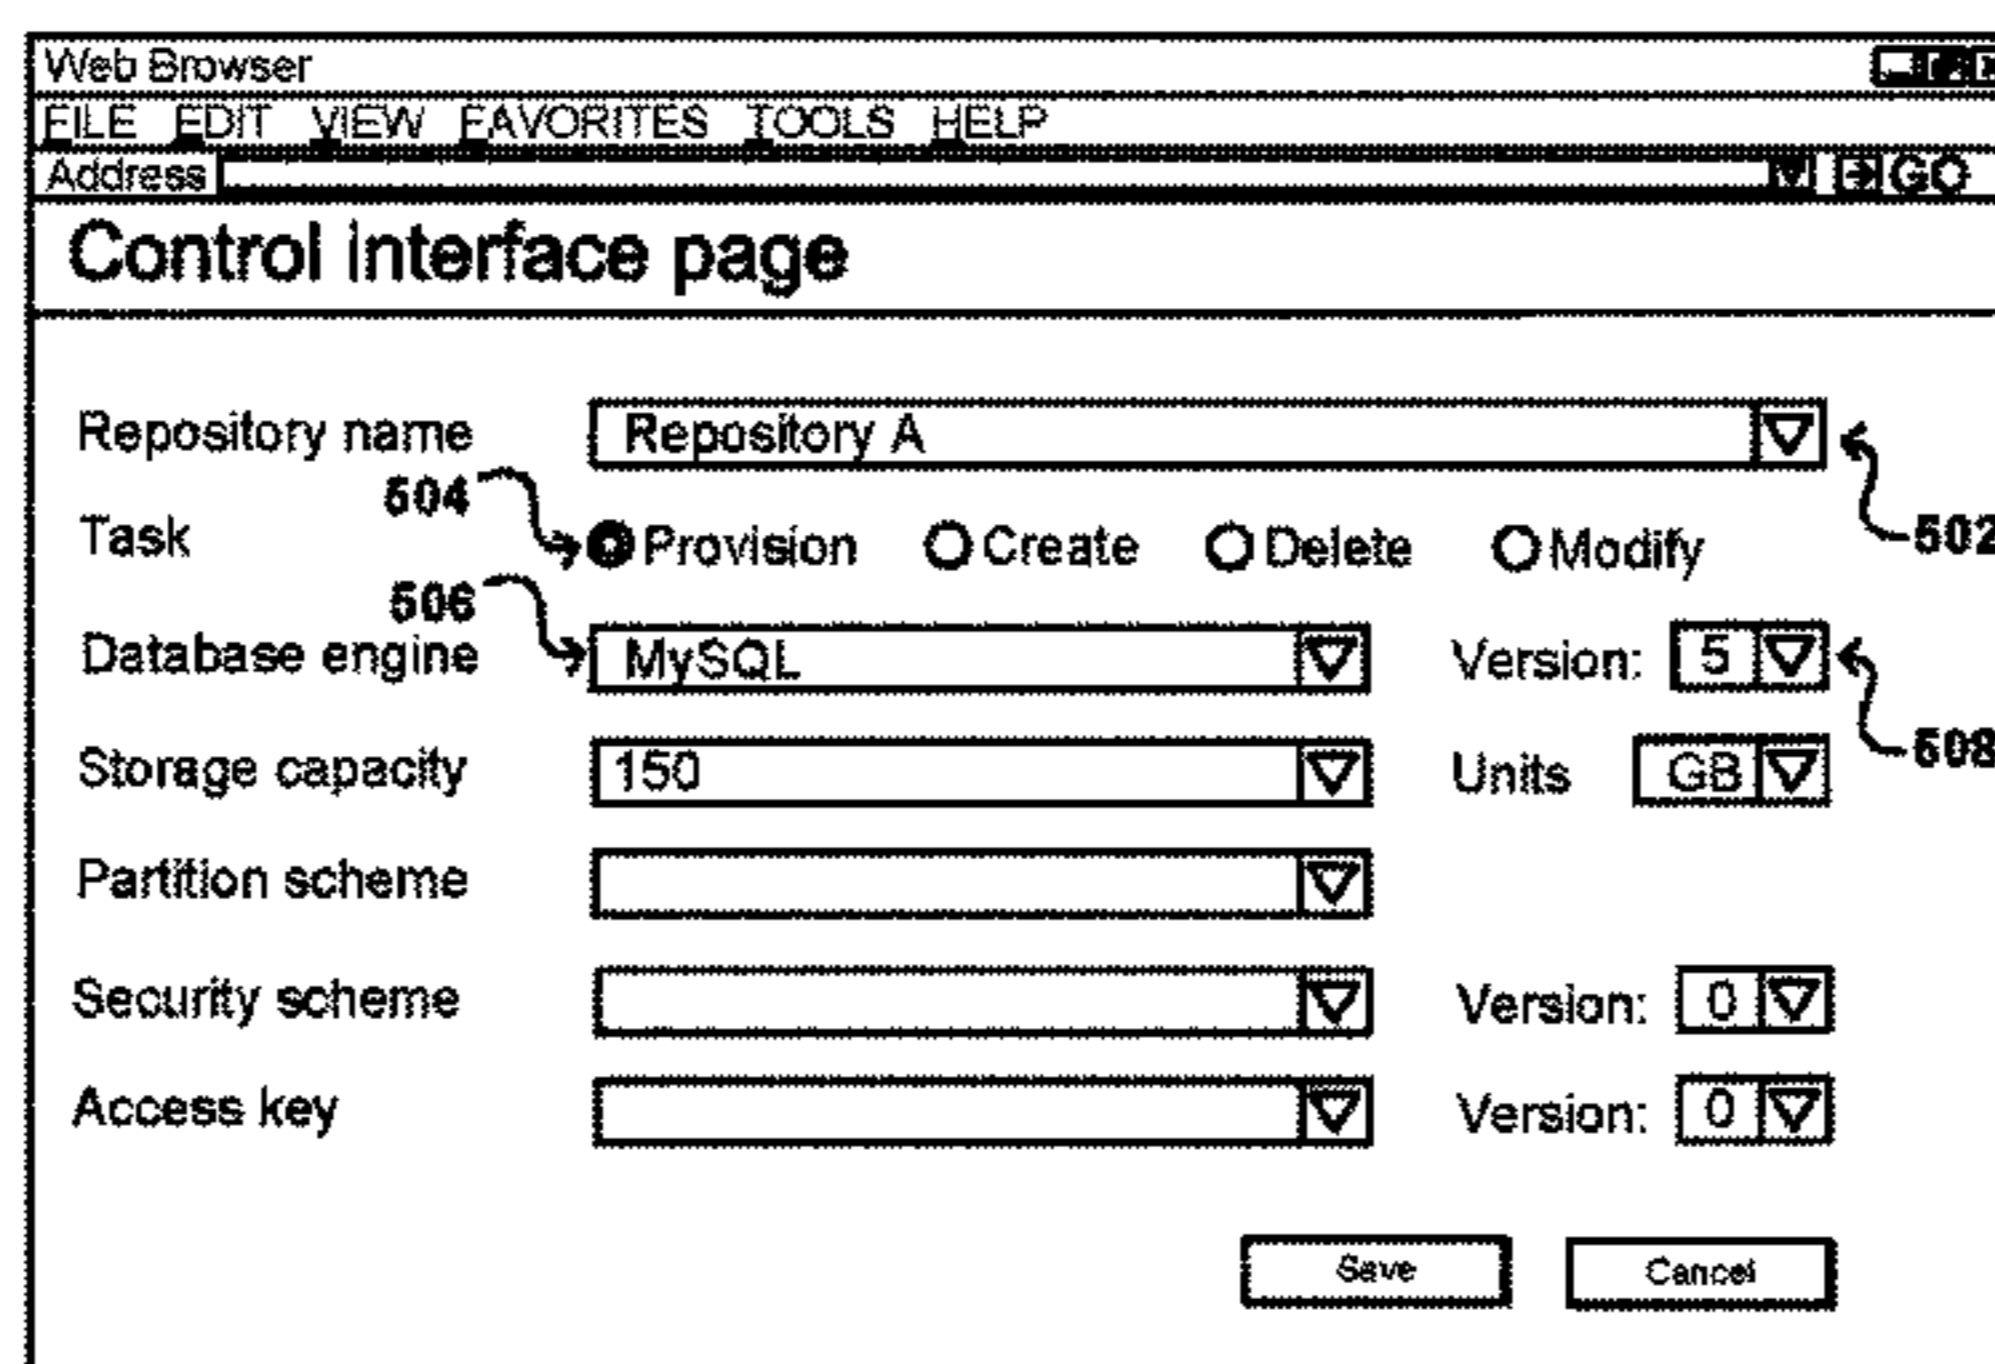 Web Browser
FILE EDIT VIEW FAVORITES TOOLS HELP
Address GO
Control interface page
Repository name Repository A
504
Task Provision Create Delete Modify 502
506
Database engine MySQL Version: 5
Storage capacity 150 Units GB 508
Partition scheme
Security scheme Version: 0
Access key Version: 0
Save Cancel